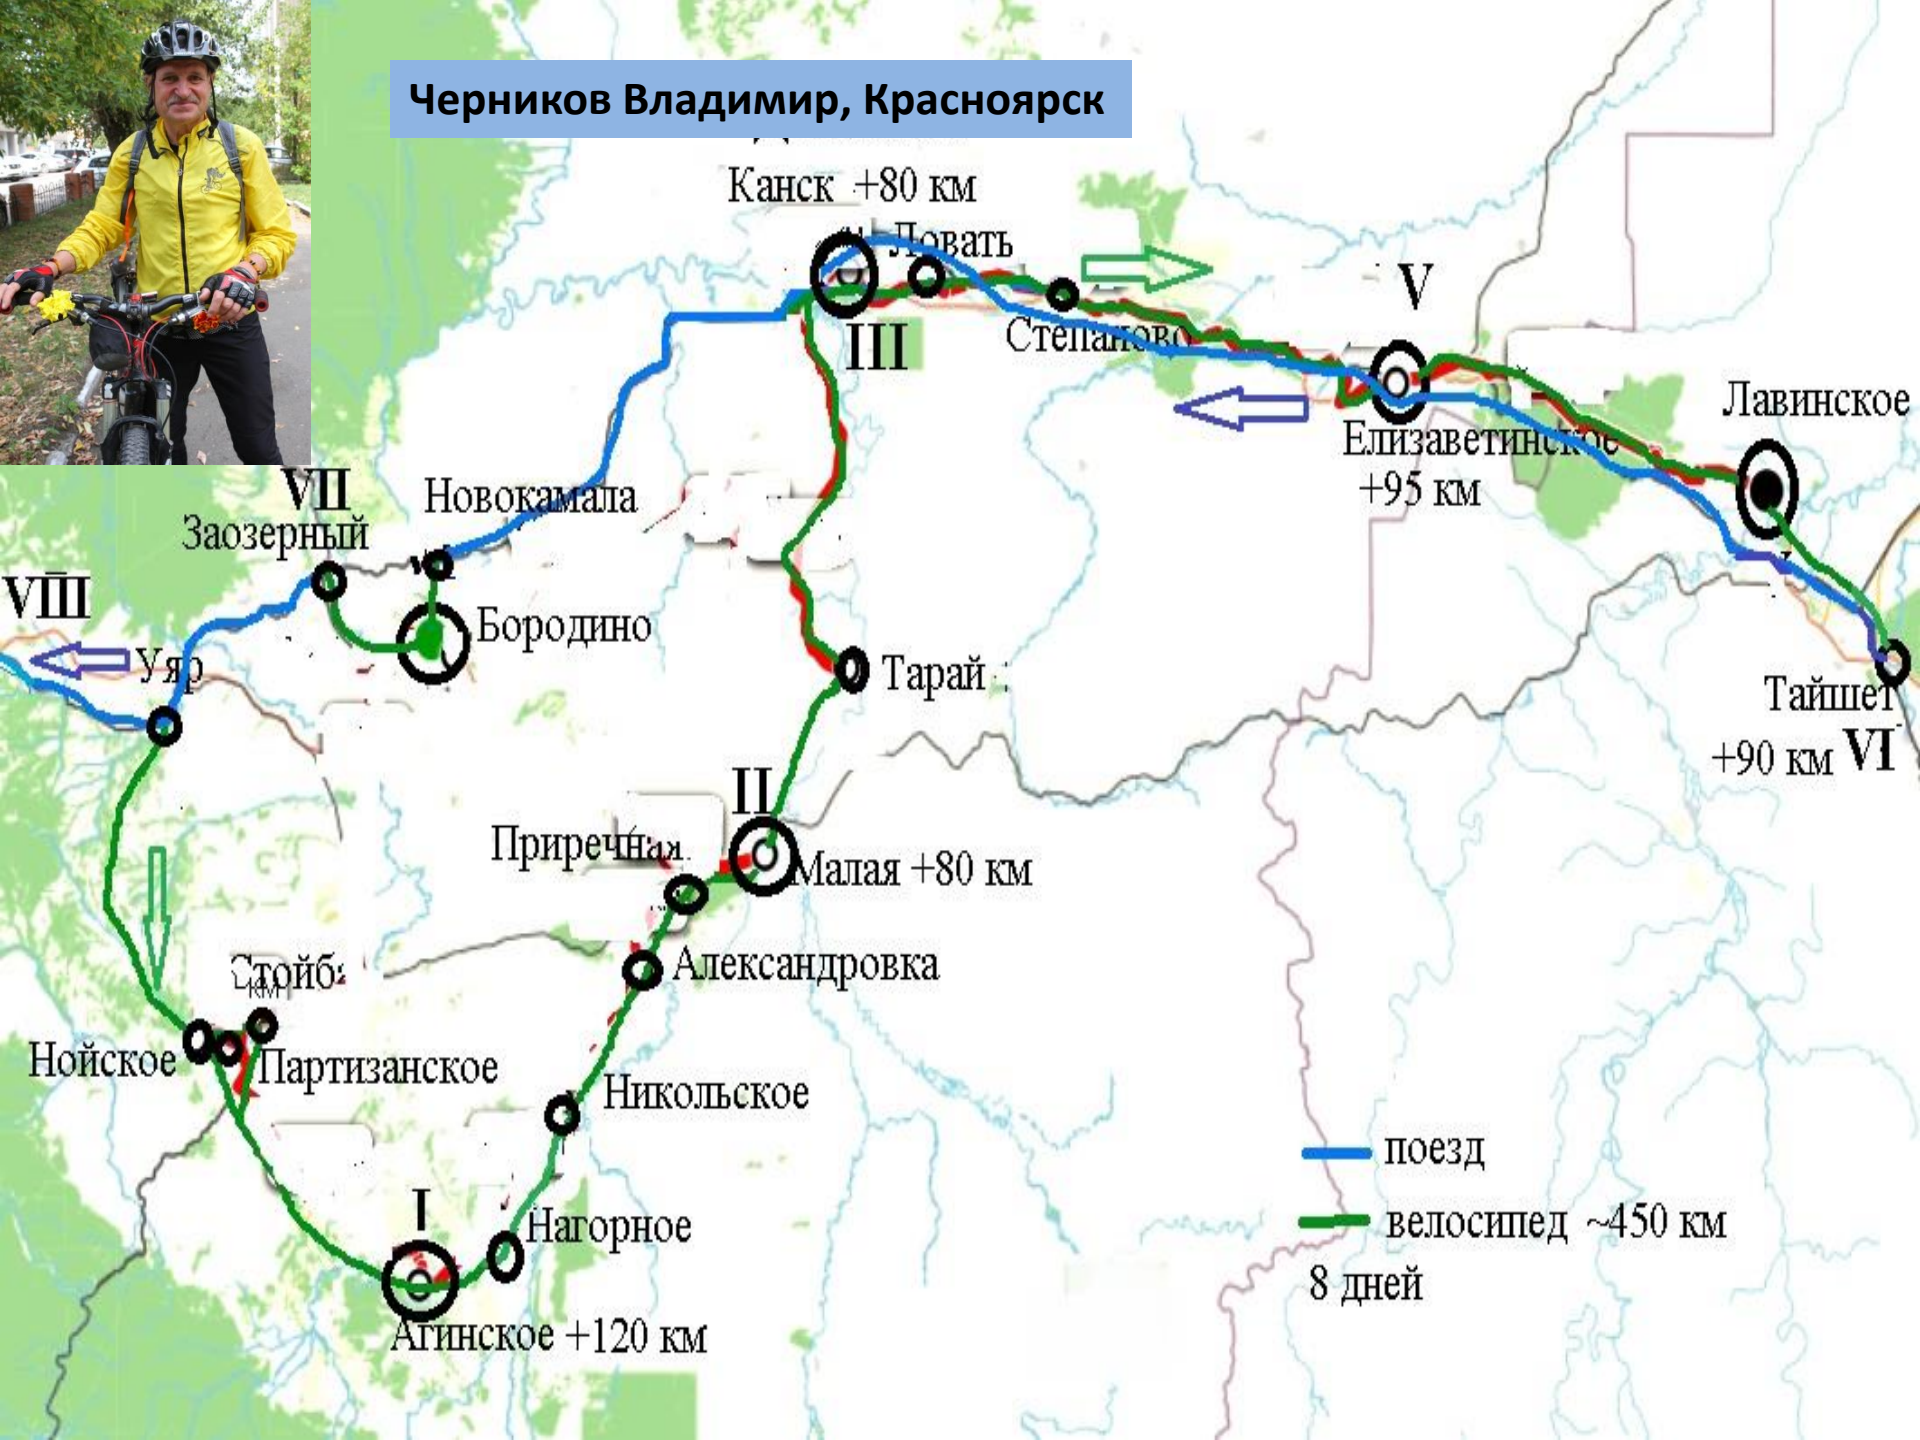 Черников Владимир, Красноярск
Канск +80 км
Ловать
III
Степаново
V
Елизаветинское
+95 км
Лавинское
VII
Заозерный
Новокамала
VIII
Уяр
Бородино
Тарай
Тайшет
+90 км VI
II
Приречная
Малая +80 км
Александровка
км
Нойское
Партизанское
Никольское
I
Нагорное
Агинское +120 км
поезд
велосипед ~450 км
8 дней